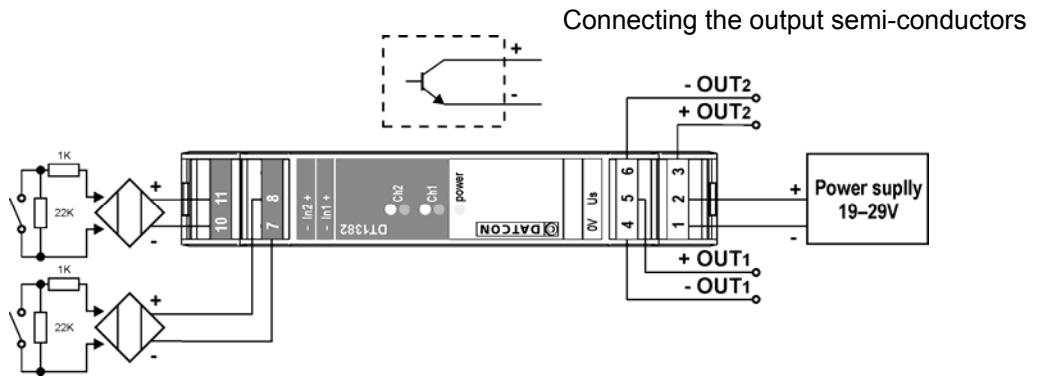 Connecting the output semi-conductors
+
-
- OUT2
+ OUT2
1K
22K
+
-
10 11
7 8
- In2 +
- In1 +
DT1382
Ch2
Ch1
power
DATCON
0V Us
4 5 6
1 2 3
+
-
Power suplly
19–29V
+ OUT1
- OUT1
1K
22K
+
-